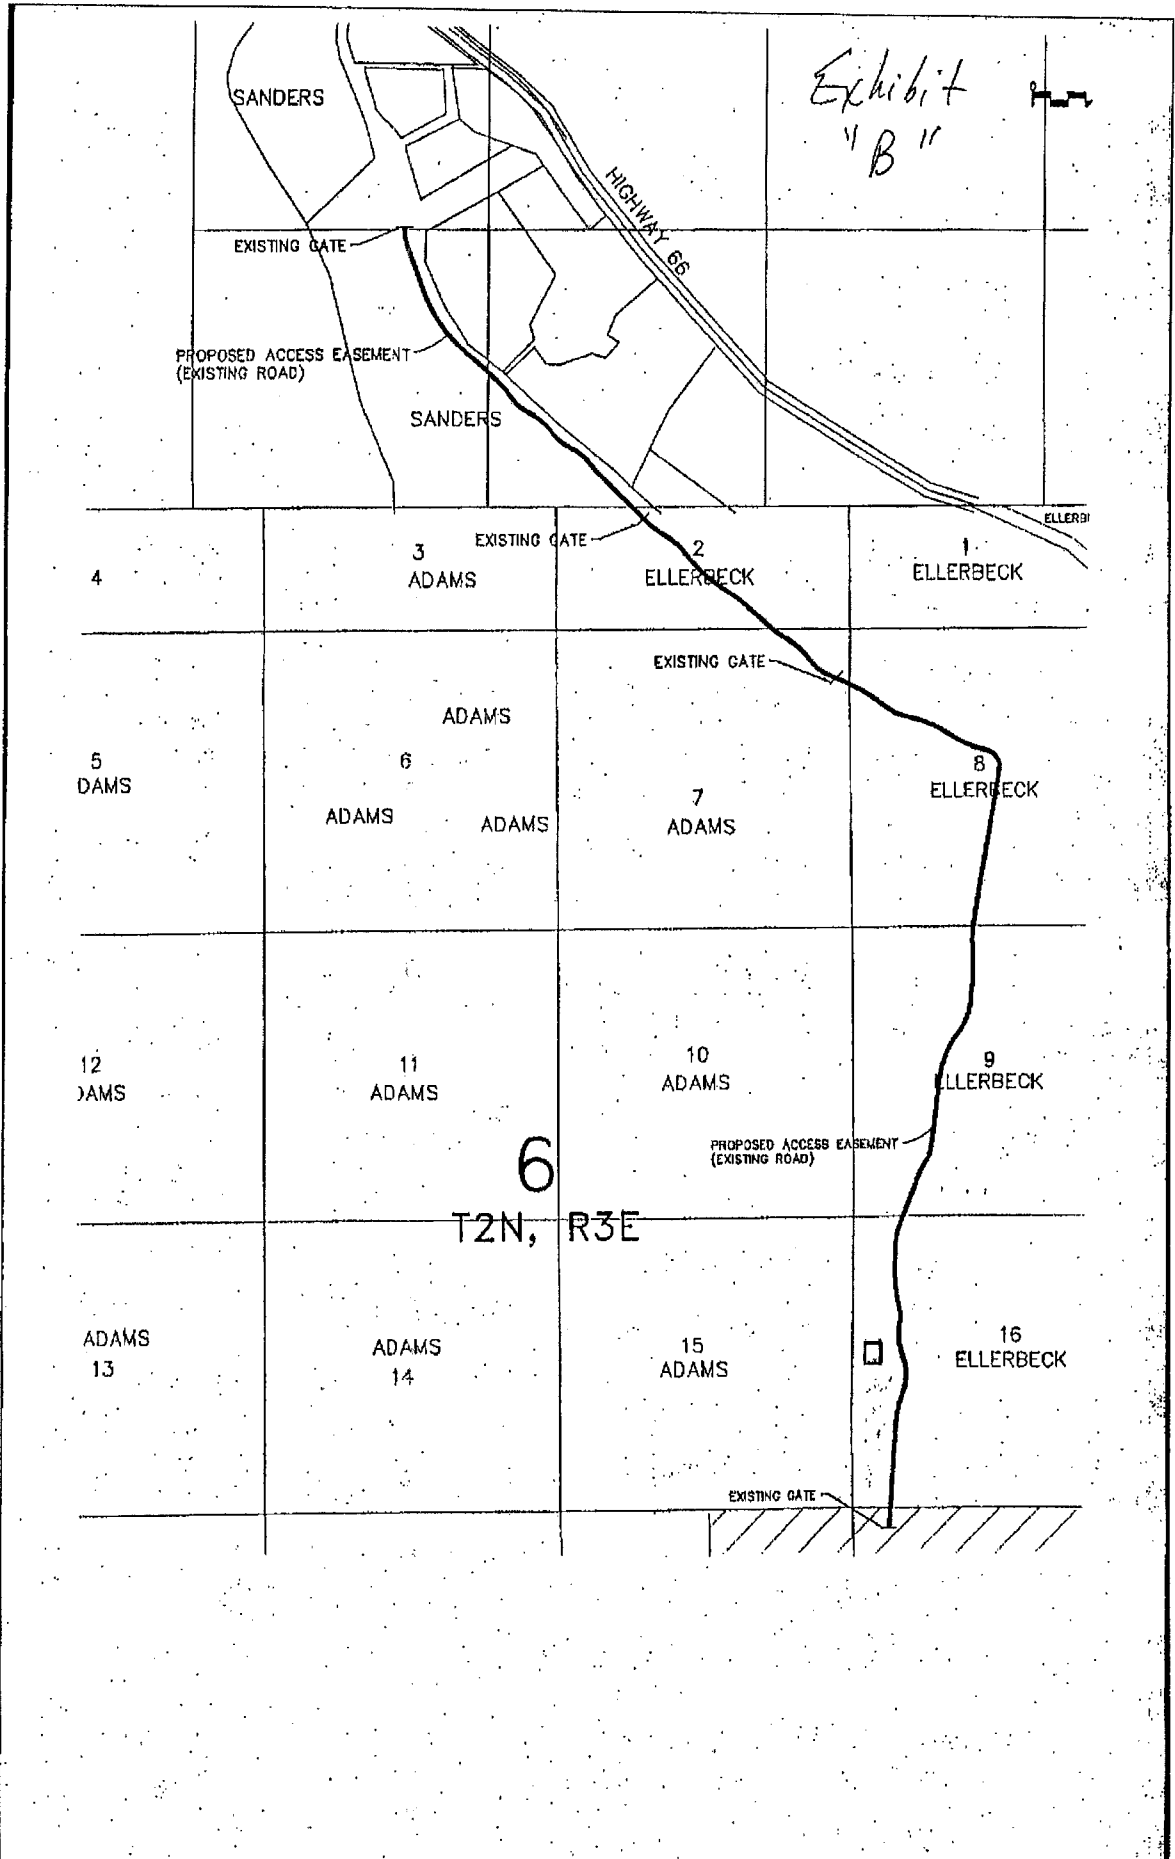 Exhibit
"B"
SANDERS
HIGHWAY 66
EXISTING GATE
PROPOSED ACCESS EASEMENT
(EXISTING ROAD)
SANDERS
EXISTING GATE
ELLERB
4
3
ADAMS
2
ELLERBECK
1
ELLERBECK
EXISTING GATE
ADAMS
5
DAMS
6
ADAMS
ADAMS
7
ADAMS
8
ELLERBECK
12
DAMS
11
ADAMS
10
ADAMS
9
ELLERBECK
PROPOSED ACCESS EASEMENT
(EXISTING ROAD)
6
T2N, R3E
ADAMS
13
ADAMS
14
15
ADAMS
16
ELLERBECK
EXISTING GATE